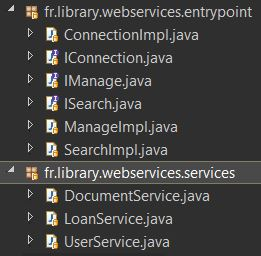 fr.library.webservices.entrypoint
ConnectionImpl.java
IConnection.java
IManage.java
ISearch.java
ManageImpl.java
SearchImpl.java
fr.library.webservices.services
DocumentService.java
LoanService.java
UserService.java